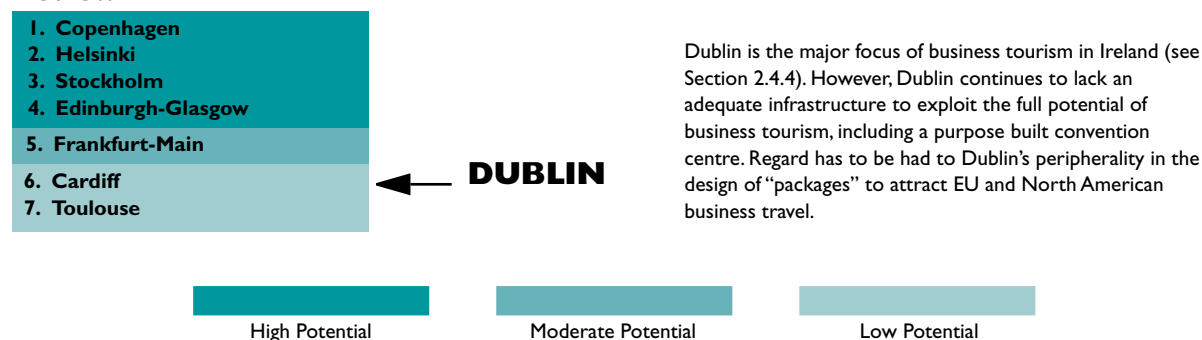 1. Copenhagen
2. Helsinki
3. Stockholm
4. Edinburgh-Glasgow
5. Frankfurt-Main
6. Cardiff
7. Toulouse
DUBLIN
Dublin is the major focus of business tourism in Ireland (see
Section 2.4.4). However, Dublin continues to lack an
adequate infrastructure to exploit the full potential of
business tourism, including a purpose built convention
centre. Regard has to be had to Dublin’s peripherality in the
design of “packages” to attract EU and North American
business travel.
High Potential
Moderate Potential
Low Potential